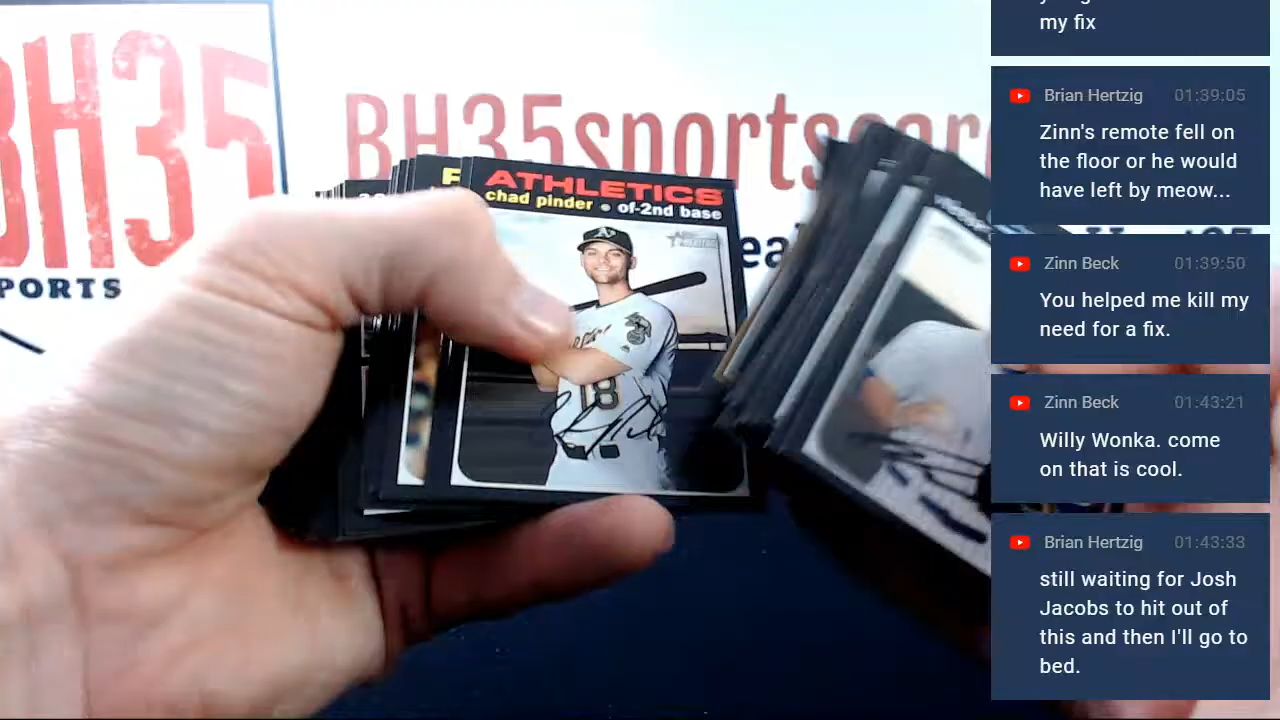 BH35
SPORTS
BH35sportscar
ATHLETICS
chad pinder • of-2nd base
A's
18
my fix
Brian Hertzig 01:39:05
Zinn's remote fell on
the floor or he would
have left by meow...
Zinn Beck 01:39:50
You helped me kill my
need for a fix.
Zinn Beck 01:43:21
Willy Wonka. come
on that is cool.
Brian Hertzig 01:43:33
still waiting for Josh
Jacobs to hit out of
this and then I'll go to
bed.